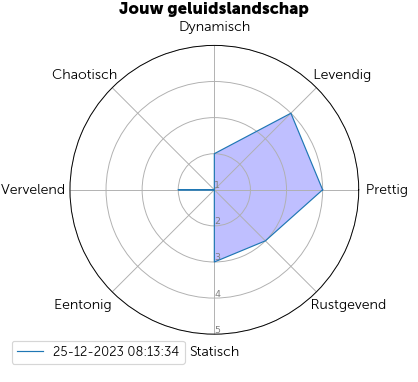 Jouw geluidslandschap
Dynamisch
Chaotisch
Levendig
Vervelend
Prettig
1
2
3
4
5
Eentonig
Rustgevend
25-12-2023 08:13:34
Statisch